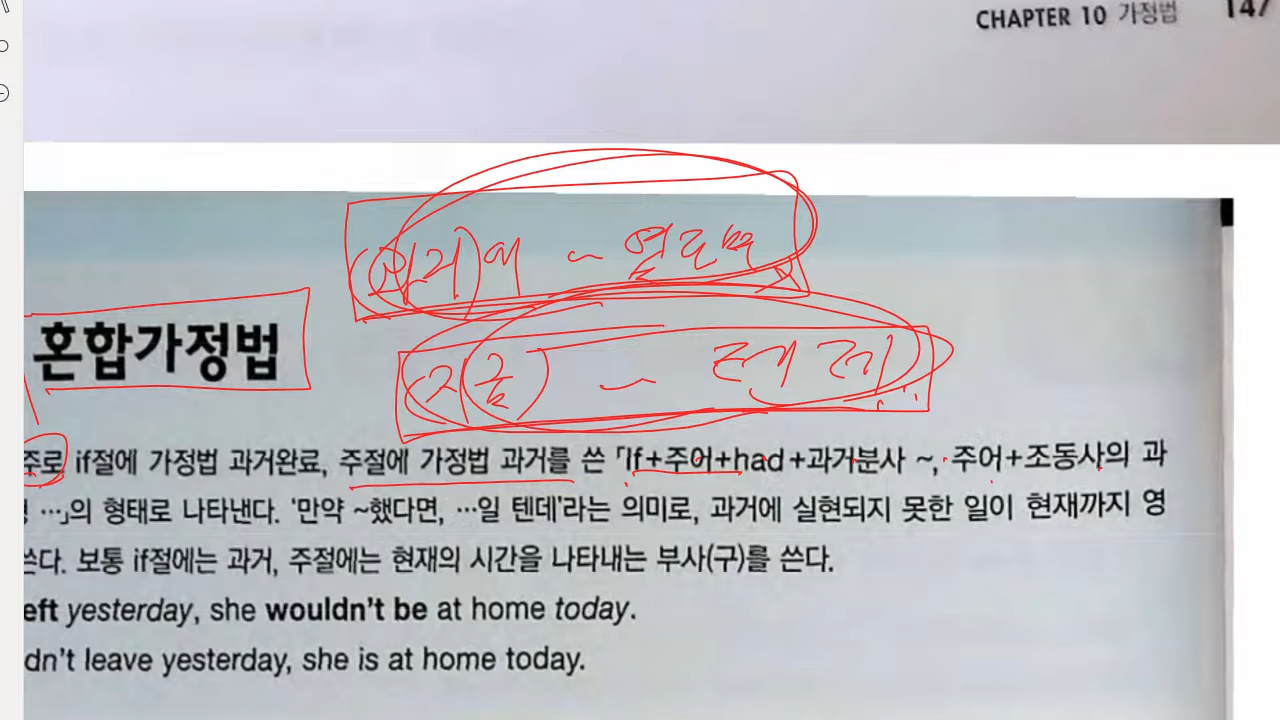 CHAPTER 10 가정법 147
(과거)에 ~
(지금) ~ 텐데
혼합가정법
주로 if절에 가정법 과거완료, 주절에 가정법 과거를 쓴 「If+주어+had+과거분사 ~, 주어+조동사의 과
…」의 형태로 나타낸다. '만약 ~했다면, …일 텐데'라는 의미로, 과거에 실현되지 못한 일이 현재까지 영
쓴다. 보통 if절에는 과거, 주절에는 현재의 시간을 나타내는 부사(구)를 쓴다.
eft yesterday, she wouldn't be at home today.
dn't leave yesterday, she is at home today.